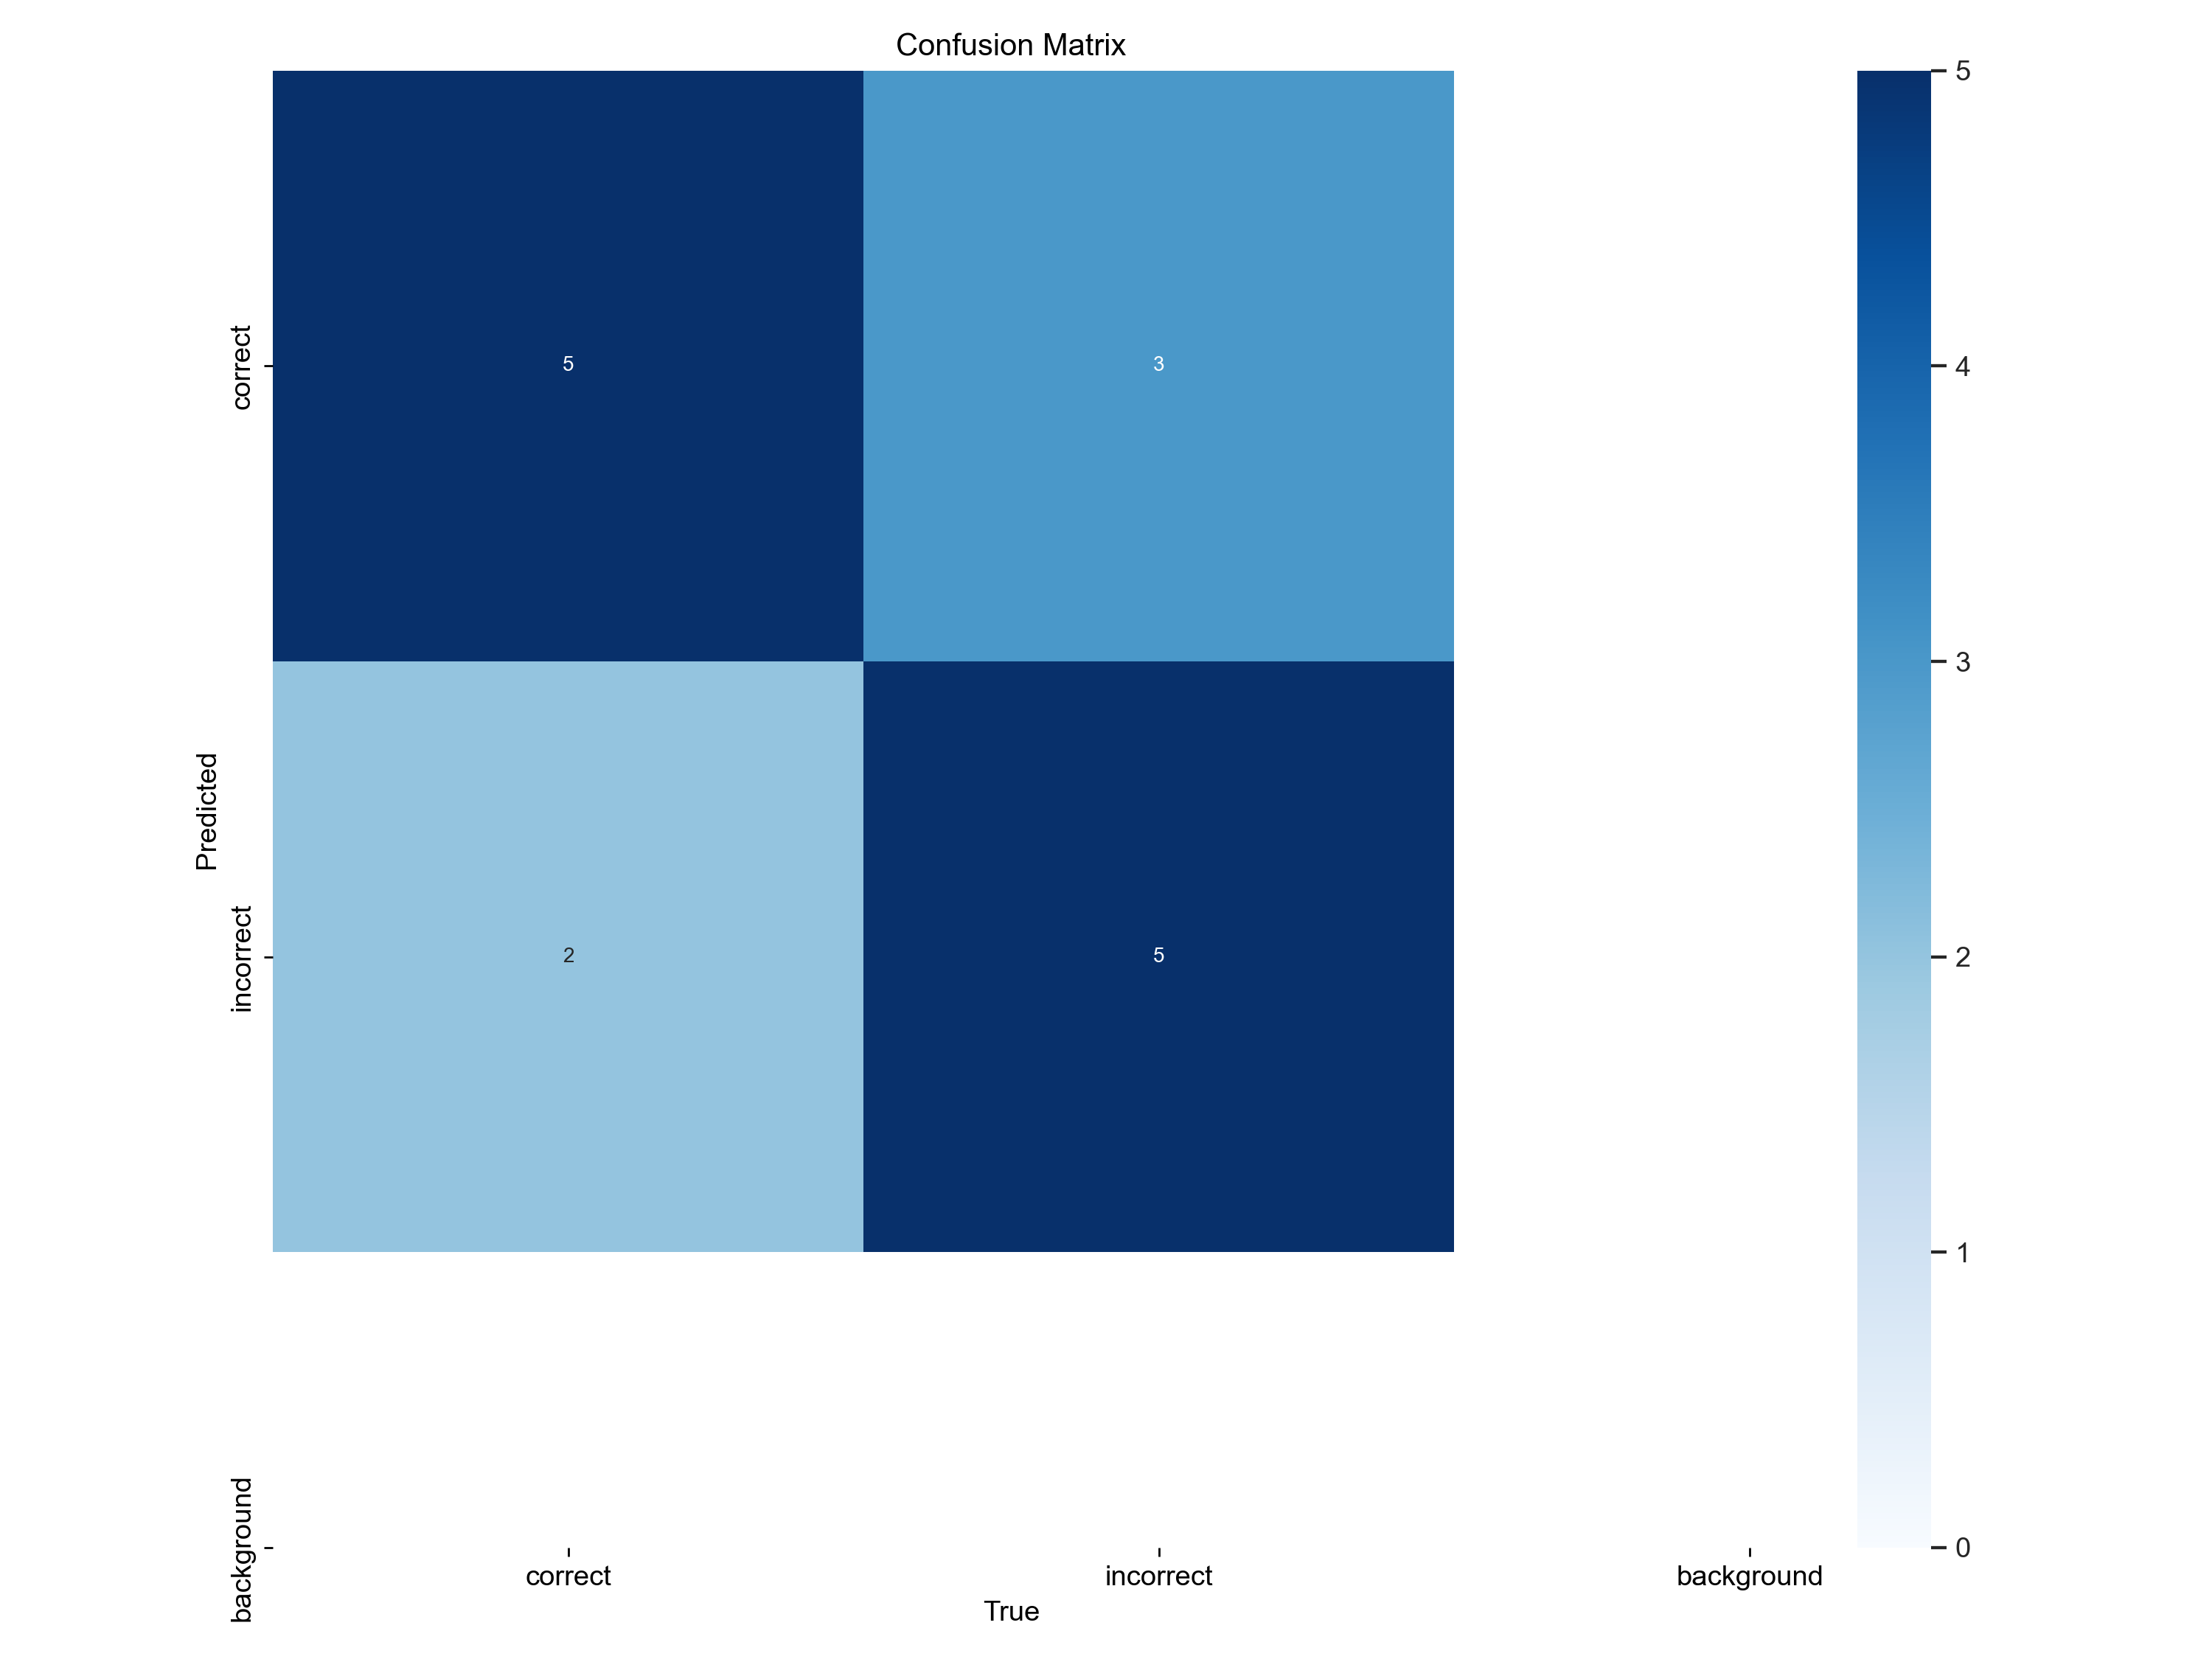 Confusion Matrix
correct
5
3
incorrect
2
5
background
Predicted
correct
incorrect
background
True
5
4
3
2
1
0